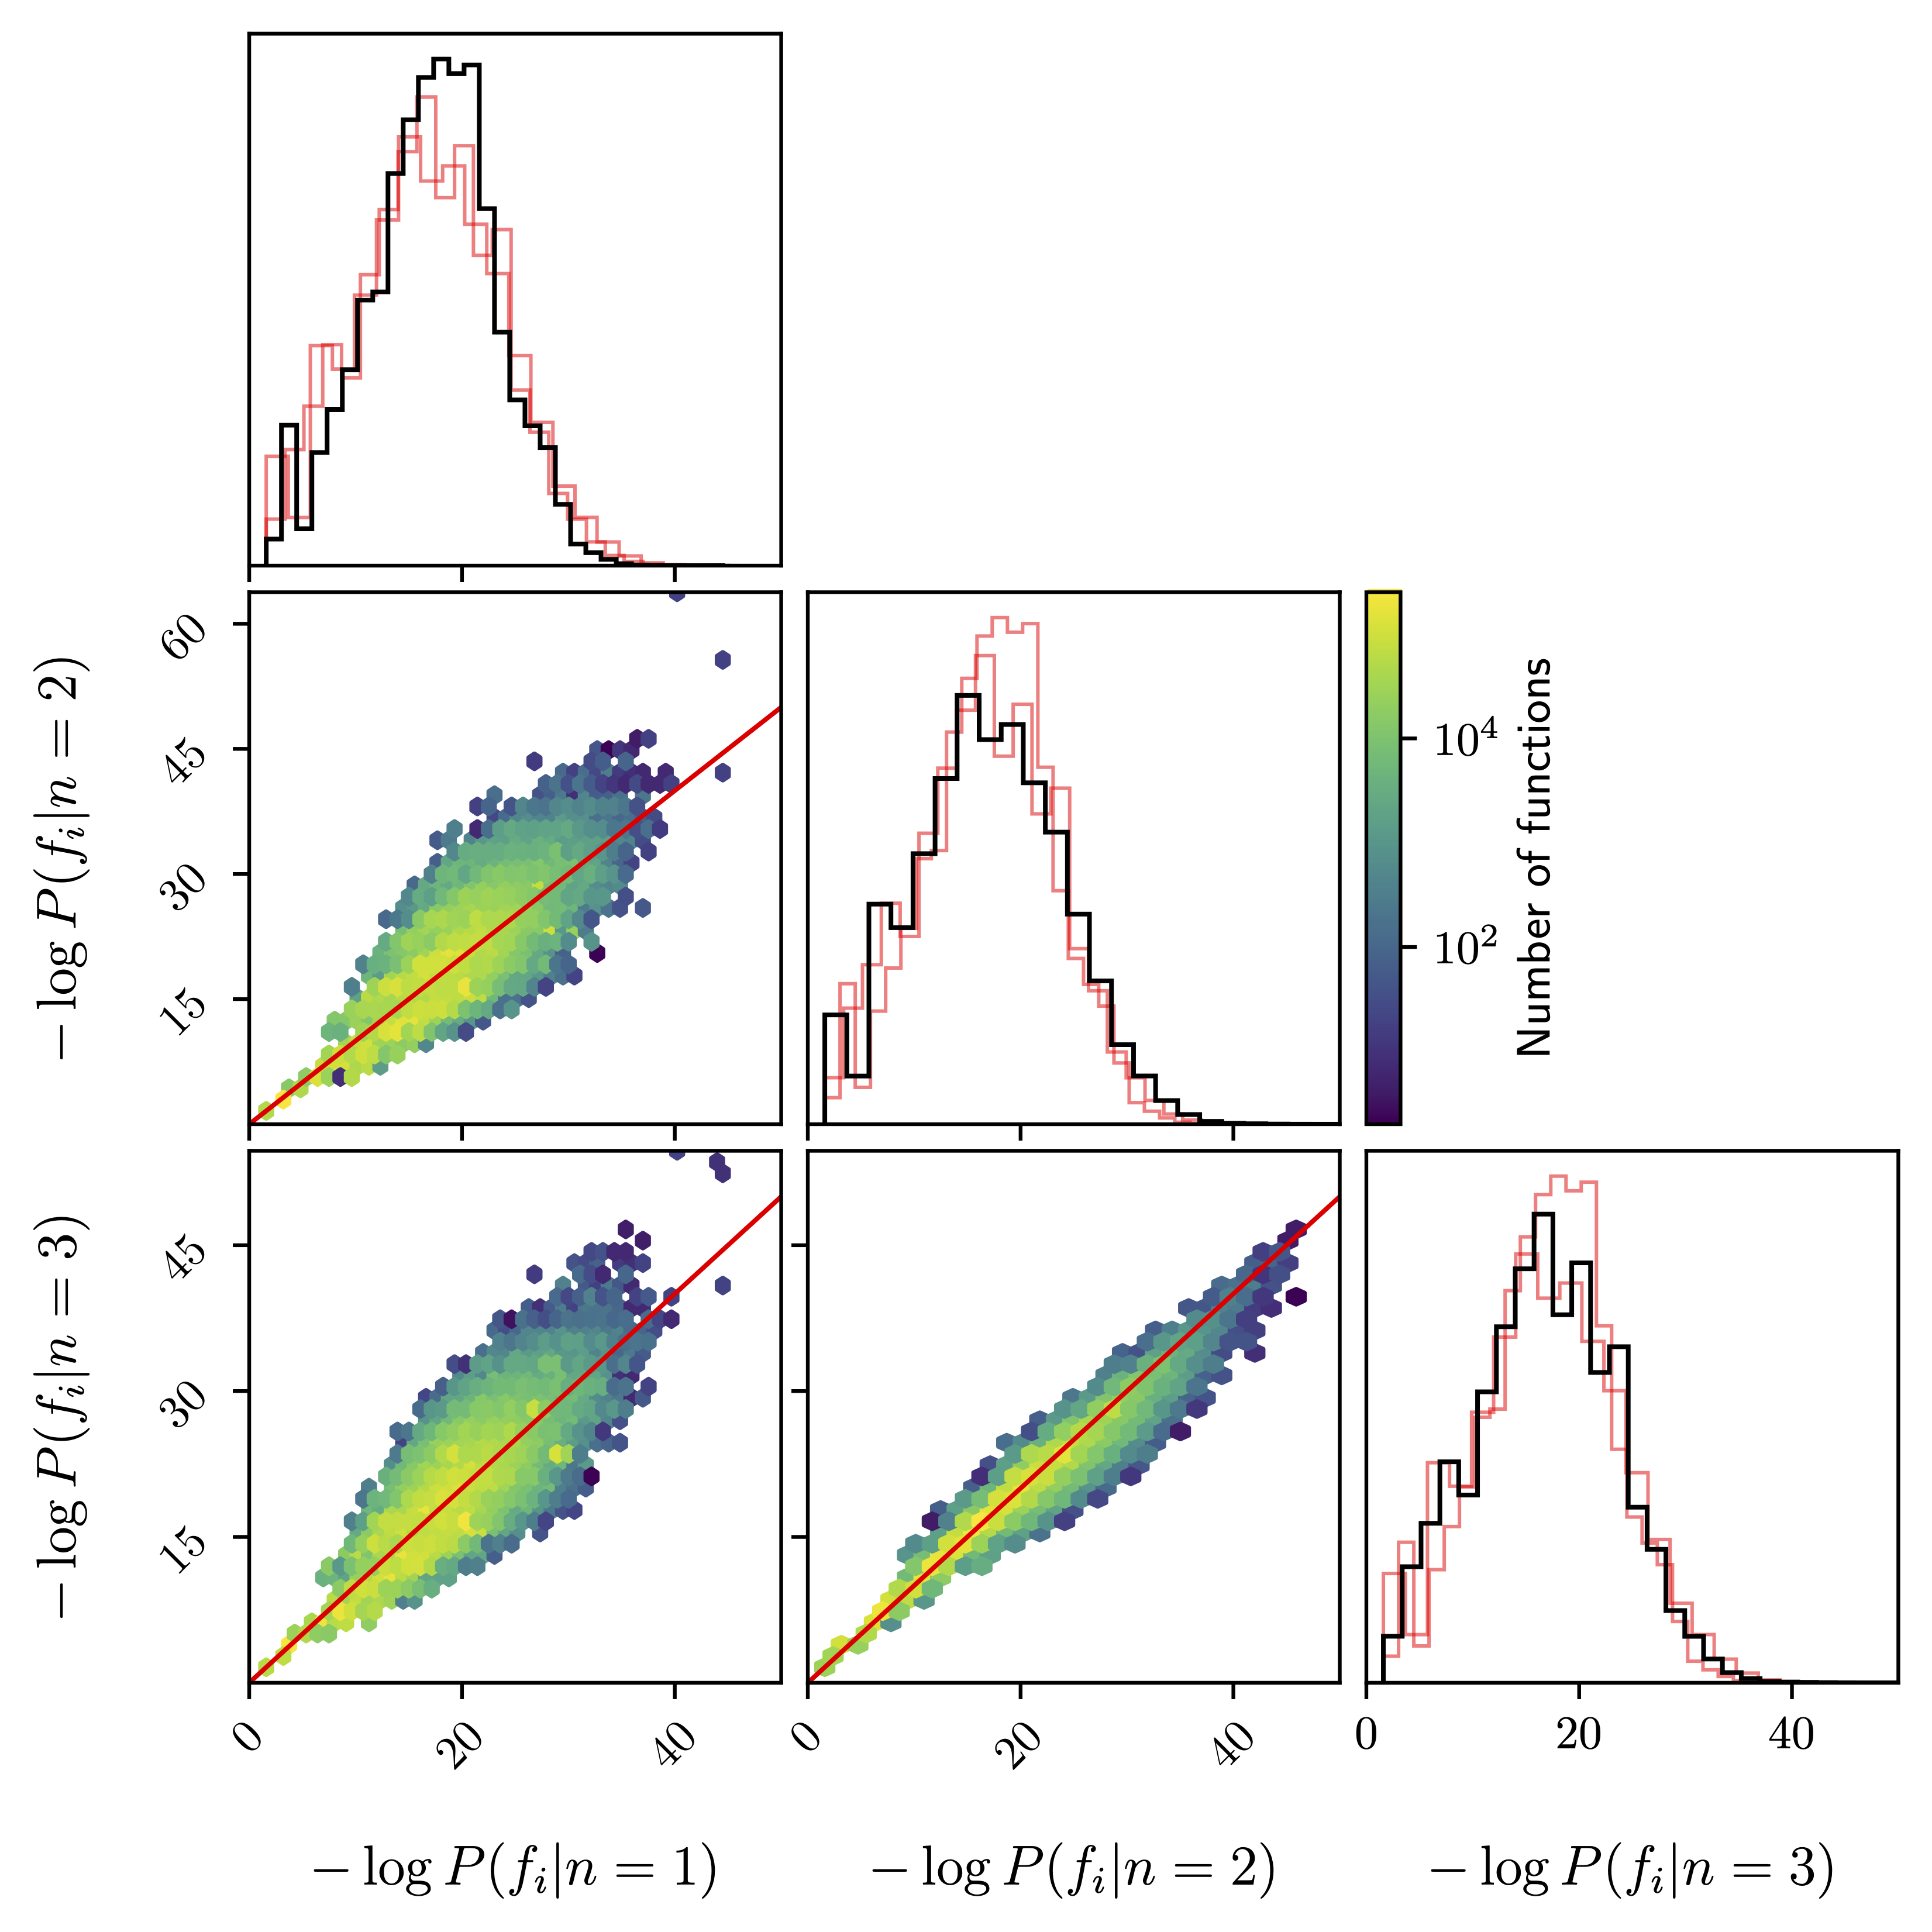 60
45
30
15
− log P(f_i|n = 2)
10^4
10^2
Number of functions
45
30
15
− log P(f_i|n = 3)
0 20 40
0 20 40
0 20 40
− log P(f_i|n = 1)
− log P(f_i|n = 2)
− log P(f_i|n = 3)